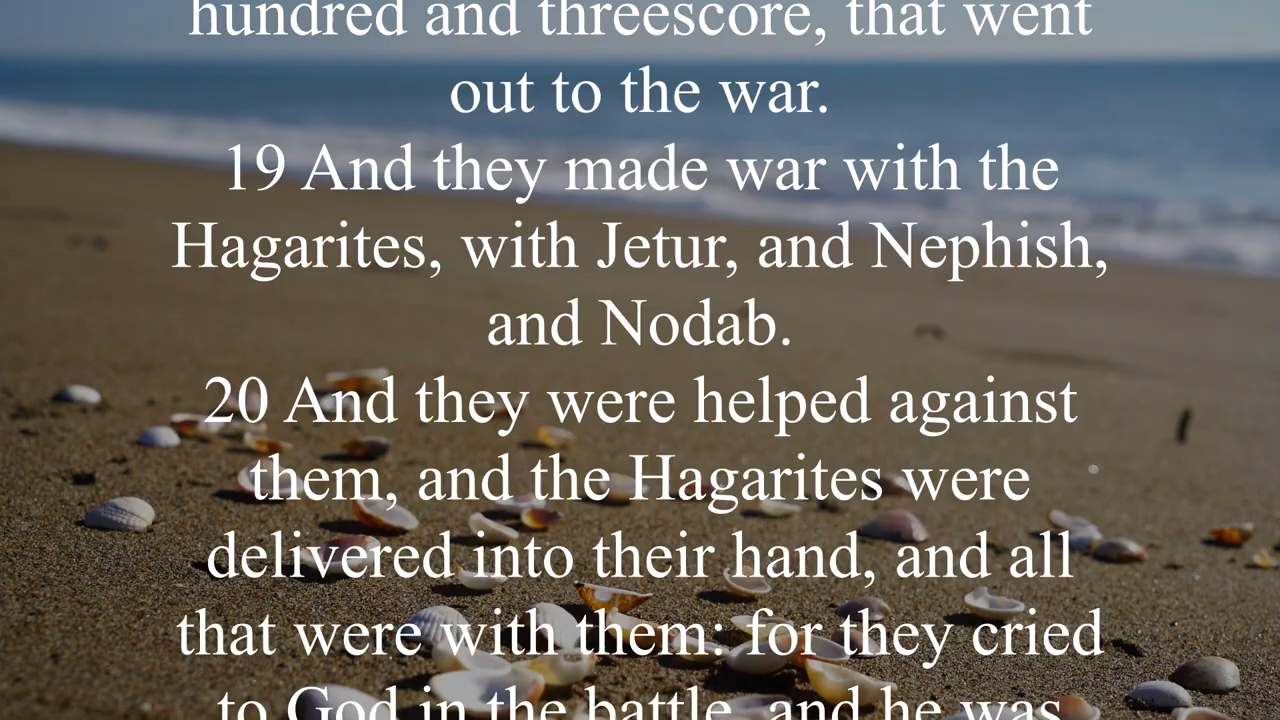 hundred and threescore, that went
out to the war.
19 And they made war with the
Hagarites, with Jetur, and Nephish,
and Nodab.
20 And they were helped against
them, and the Hagarites were
delivered into their hand, and all
that were with them: for they cried
to God in the battle, and he was